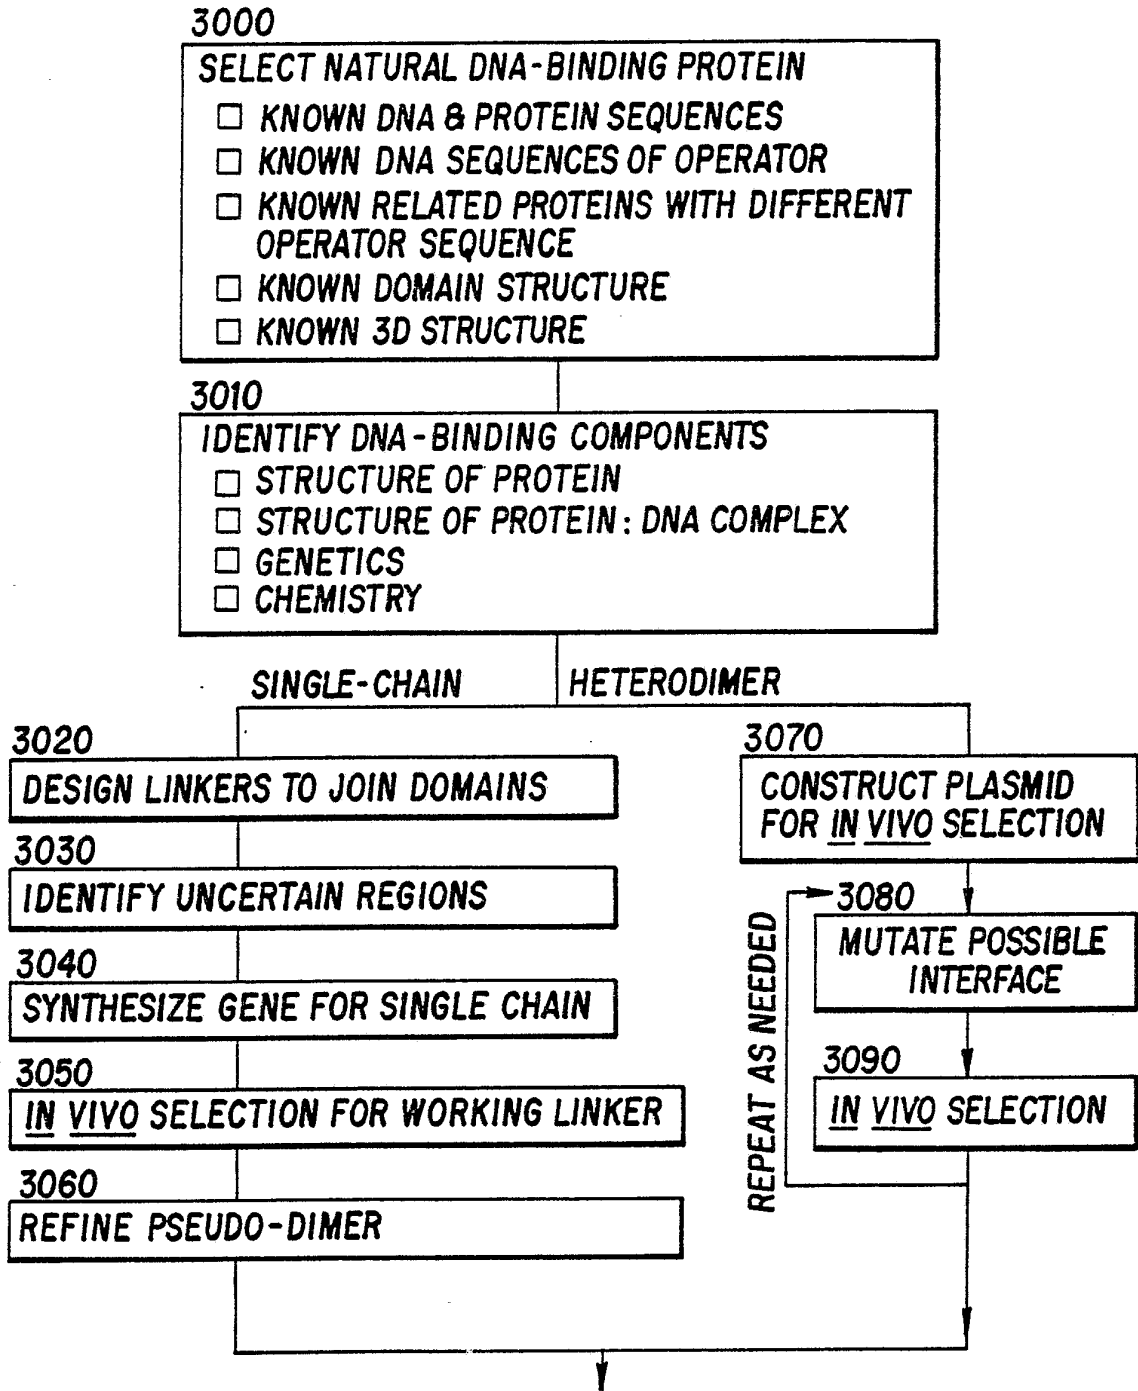 3000
SELECT NATURAL DNA-BINDING PROTEIN
□ KNOWN DNA & PROTEIN SEQUENCES
□ KNOWN DNA SEQUENCES OF OPERATOR
□ KNOWN RELATED PROTEINS WITH DIFFERENT
OPERATOR SEQUENCE
□ KNOWN DOMAIN STRUCTURE
□ KNOWN 3D STRUCTURE
3010
IDENTIFY DNA-BINDING COMPONENTS
□ STRUCTURE OF PROTEIN
□ STRUCTURE OF PROTEIN: DNA COMPLEX
□ GENETICS
□ CHEMISTRY
SINGLE-CHAIN
HETERODIMER
3020
DESIGN LINKERS TO JOIN DOMAINS
3030
IDENTIFY UNCERTAIN REGIONS
3040
SYNTHESIZE GENE FOR SINGLE CHAIN
3050
IN VIVO SELECTION FOR WORKING LINKER
3060
REFINE PSEUDO-DIMER
3070
CONSTRUCT PLASMID
FOR IN VIVO SELECTION
3080
MUTATE POSSIBLE
INTERFACE
3090
IN VIVO SELECTION
REPEAT AS NEEDED